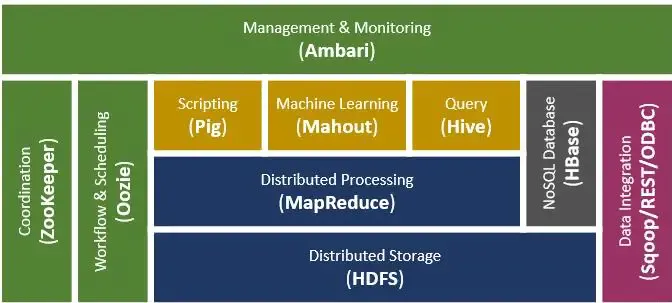 Management & Monitoring
(Ambari)
Coordination
(ZooKeeper)
Workflow & Scheduling
(Oozie)
Scripting
(Pig)
Machine Learning
(Mahout)
Query
(Hive)
NoSQL Database
(HBase)
Data Integration
(Sqoop/REST/ODBC)
Distributed Processing
(MapReduce)
Distributed Storage
(HDFS)